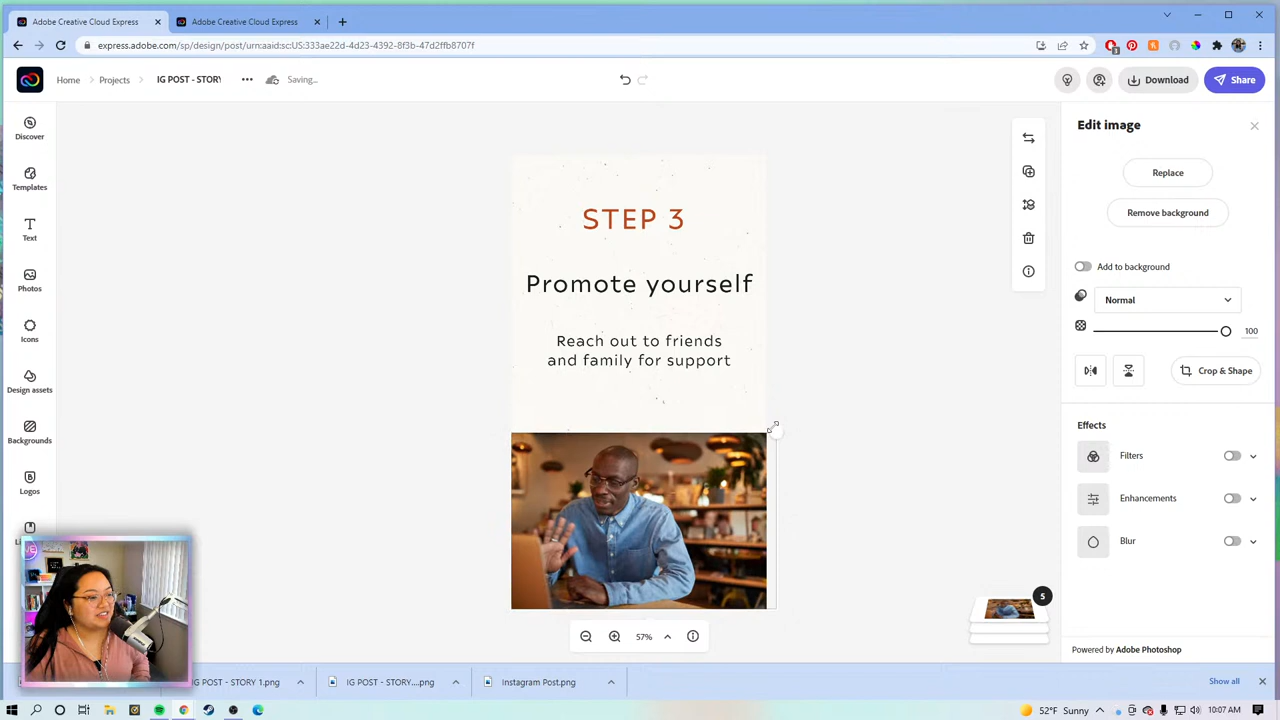 Adobe Creative Cloud Express
Adobe Creative Cloud Express
express.adobe.com/sp/design/post/urn:aaid:sc:US:333ae22d-4d23-4392-8f3b-47d2ffb8707f
Home
Projects
IG POST - STORY
Saving...
Download
Share
Discover
Templates
Text
Photos
Icons
Design assets
Backgrounds
Logos
STEP 3
Promote yourself
Reach out to friends
and family for support
57%
Edit image
Replace
Remove background
Add to background
Normal
100
Crop & Shape
Effects
Filters
Enhancements
Blur
5
Powered by Adobe Photoshop
IG POST - STORY 1.png
IG POST - STORY....png
Instagram Post.png
Show all
52°F Sunny
10:07 AM